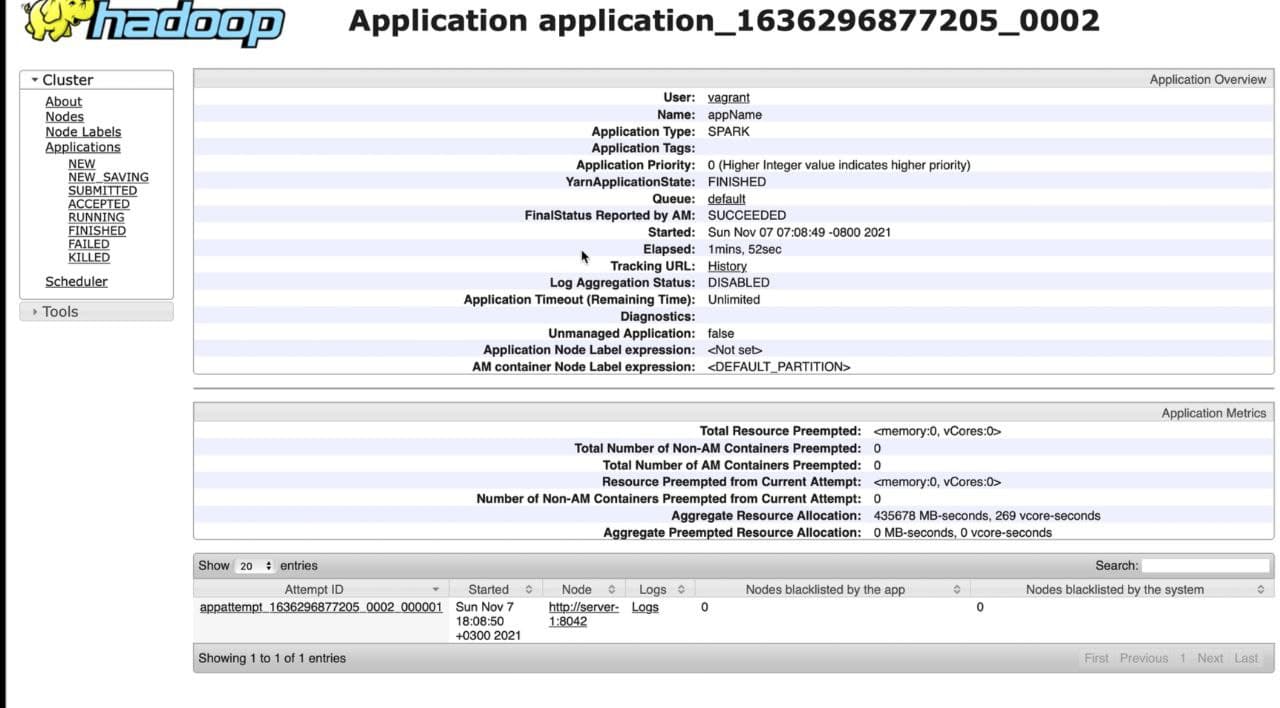 hadoop
Application application_1636296877205_0002
Cluster
About
Nodes
Node Labels
Applications
NEW
NEW_SAVING
SUBMITTED
ACCEPTED
RUNNING
FINISHED
FAILED
KILLED
Scheduler
Tools
Application Overview
User: vagrant
Name: appName
Application Type: SPARK
Application Tags:
Application Priority: 0 (Higher Integer value indicates higher priority)
YarnApplicationState: FINISHED
Queue: default
FinalStatus Reported by AM: SUCCEEDED
Started: Sun Nov 07 07:08:49 -0800 2021
Elapsed: 1mins, 52sec
Tracking URL: History
Log Aggregation Status: DISABLED
Application Timeout (Remaining Time): Unlimited
Diagnostics:
Unmanaged Application: false
Application Node Label expression: <Not set>
AM container Node Label expression: <DEFAULT_PARTITION>
Application Metrics
Total Resource Preempted: <memory:0, vCores:0>
Total Number of Non-AM Containers Preempted: 0
Total Number of AM Containers Preempted: 0
Resource Preempted from Current Attempt: <memory:0, vCores:0>
Number of Non-AM Containers Preempted from Current Attempt: 0
Aggregate Resource Allocation: 435678 MB-seconds, 269 vcore-seconds
Aggregate Preempted Resource Allocation: 0 MB-seconds, 0 vcore-seconds
Show 20 entries Search:
Attempt ID Started Node Logs Nodes blacklisted by the app Nodes blacklisted by the system
appattempt_1636296877205_0002_000001 Sun Nov 7 http://server- Logs 0 0
18:08:50 1:8042
+0300 2021
Showing 1 to 1 of 1 entries First Previous 1 Next Last